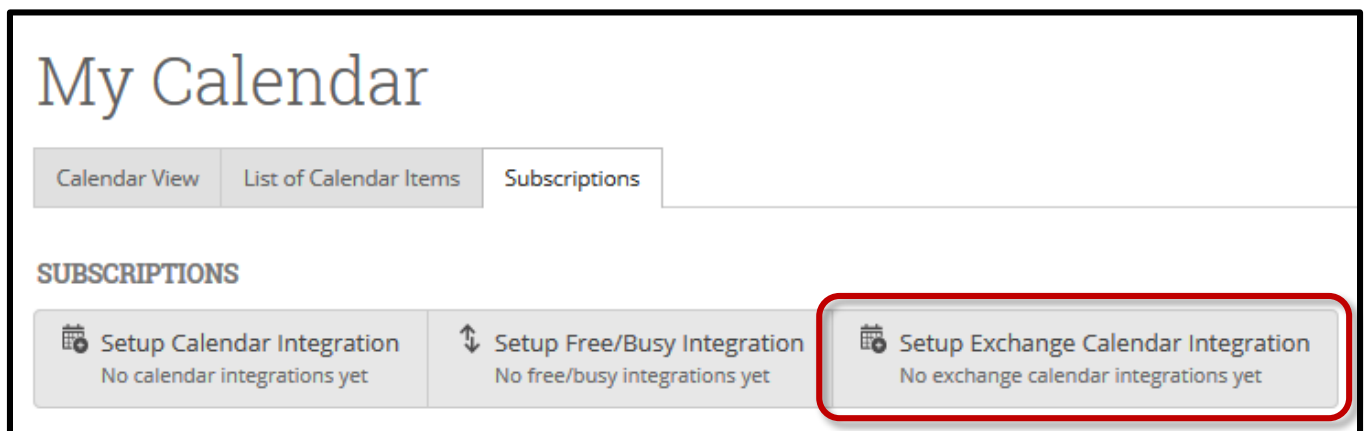 My Calendar
Calendar View List of Calendar Items Subscriptions
SUBSCRIPTIONS
Setup Calendar Integration Setup Free/Busy Integration Setup Exchange Calendar Integration
No calendar integrations yet No free/busy integrations yet No exchange calendar integrations yet